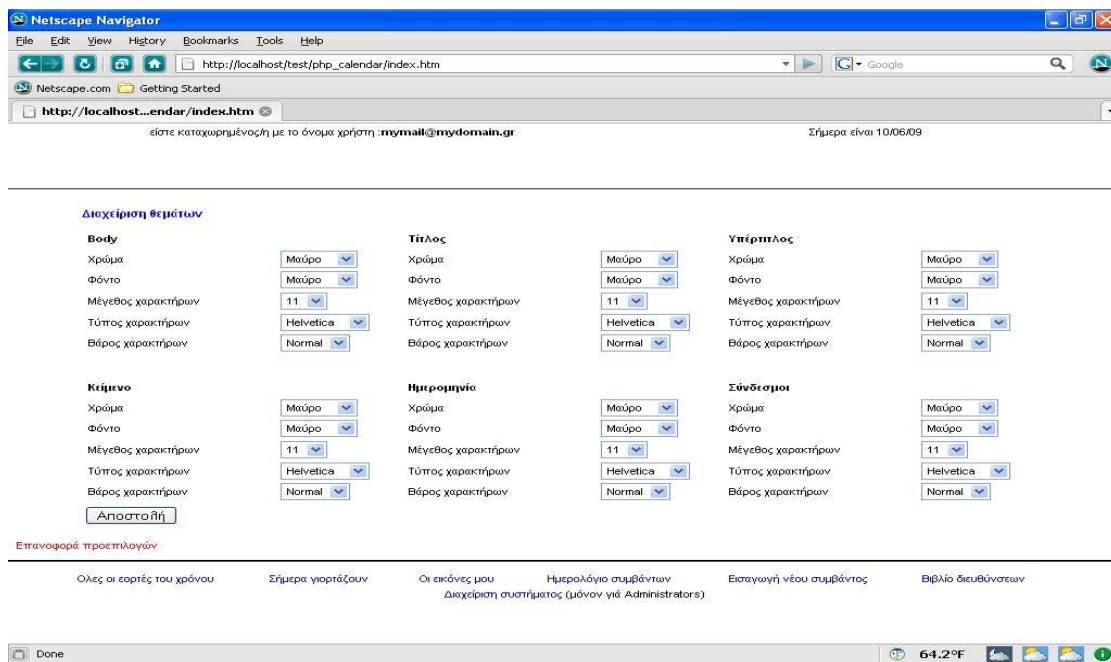 Netscape Navigator
File Edit View History Bookmarks Tools Help
http://localhost/test/php_calendar/index.htm G Google
Netscape.com Getting Started
http://localhost...endar/index.htm
είστε καταχωρημένος/η με το όνομα χρήστη :mymail@mydomain.gr Σήμερα είναι 10/06/09
Διαχείριση θεμάτων
Body Τίτλος Υπέρτιτλος
Χρώμα Μαύρο Χρώμα Μαύρο Χρώμα Μαύρο
Φόντο Μαύρο Φόντο Μαύρο Φόντο Μαύρο
Μέγεθος χαρακτήρων 11 Μέγεθος χαρακτήρων 11 Μέγεθος χαρακτήρων 11
Τύπος χαρακτήρων Helvetica Τύπος χαρακτήρων Helvetica Τύπος χαρακτήρων Helvetica
Βάρος χαρακτήρων Normal Βάρος χαρακτήρων Normal Βάρος χαρακτήρων Normal
Κείμενο Ημερομηνία Σύνδεσμοι
Χρώμα Μαύρο Χρώμα Μαύρο Χρώμα Μαύρο
Φόντο Μαύρο Φόντο Μαύρο Φόντο Μαύρο
Μέγεθος χαρακτήρων 11 Μέγεθος χαρακτήρων 11 Μέγεθος χαρακτήρων 11
Τύπος χαρακτήρων Helvetica Τύπος χαρακτήρων Helvetica Τύπος χαρακτήρων Helvetica
Βάρος χαρακτήρων Normal Βάρος χαρακτήρων Normal Βάρος χαρακτήρων Normal
Αποστολή
Επαναφορά προεπιλογών
Ολες οι εορτές του χρόνου Σήμερα γιορτάζουν Οι εικόνες μου Ημερολόγιο συμβάντων Εισαγωγή νέου συμβάντος Βιβλίο διευθύνσεων
Διαχείριση συστήματος (μόνον γιά Administrators)
Done 64.2°F